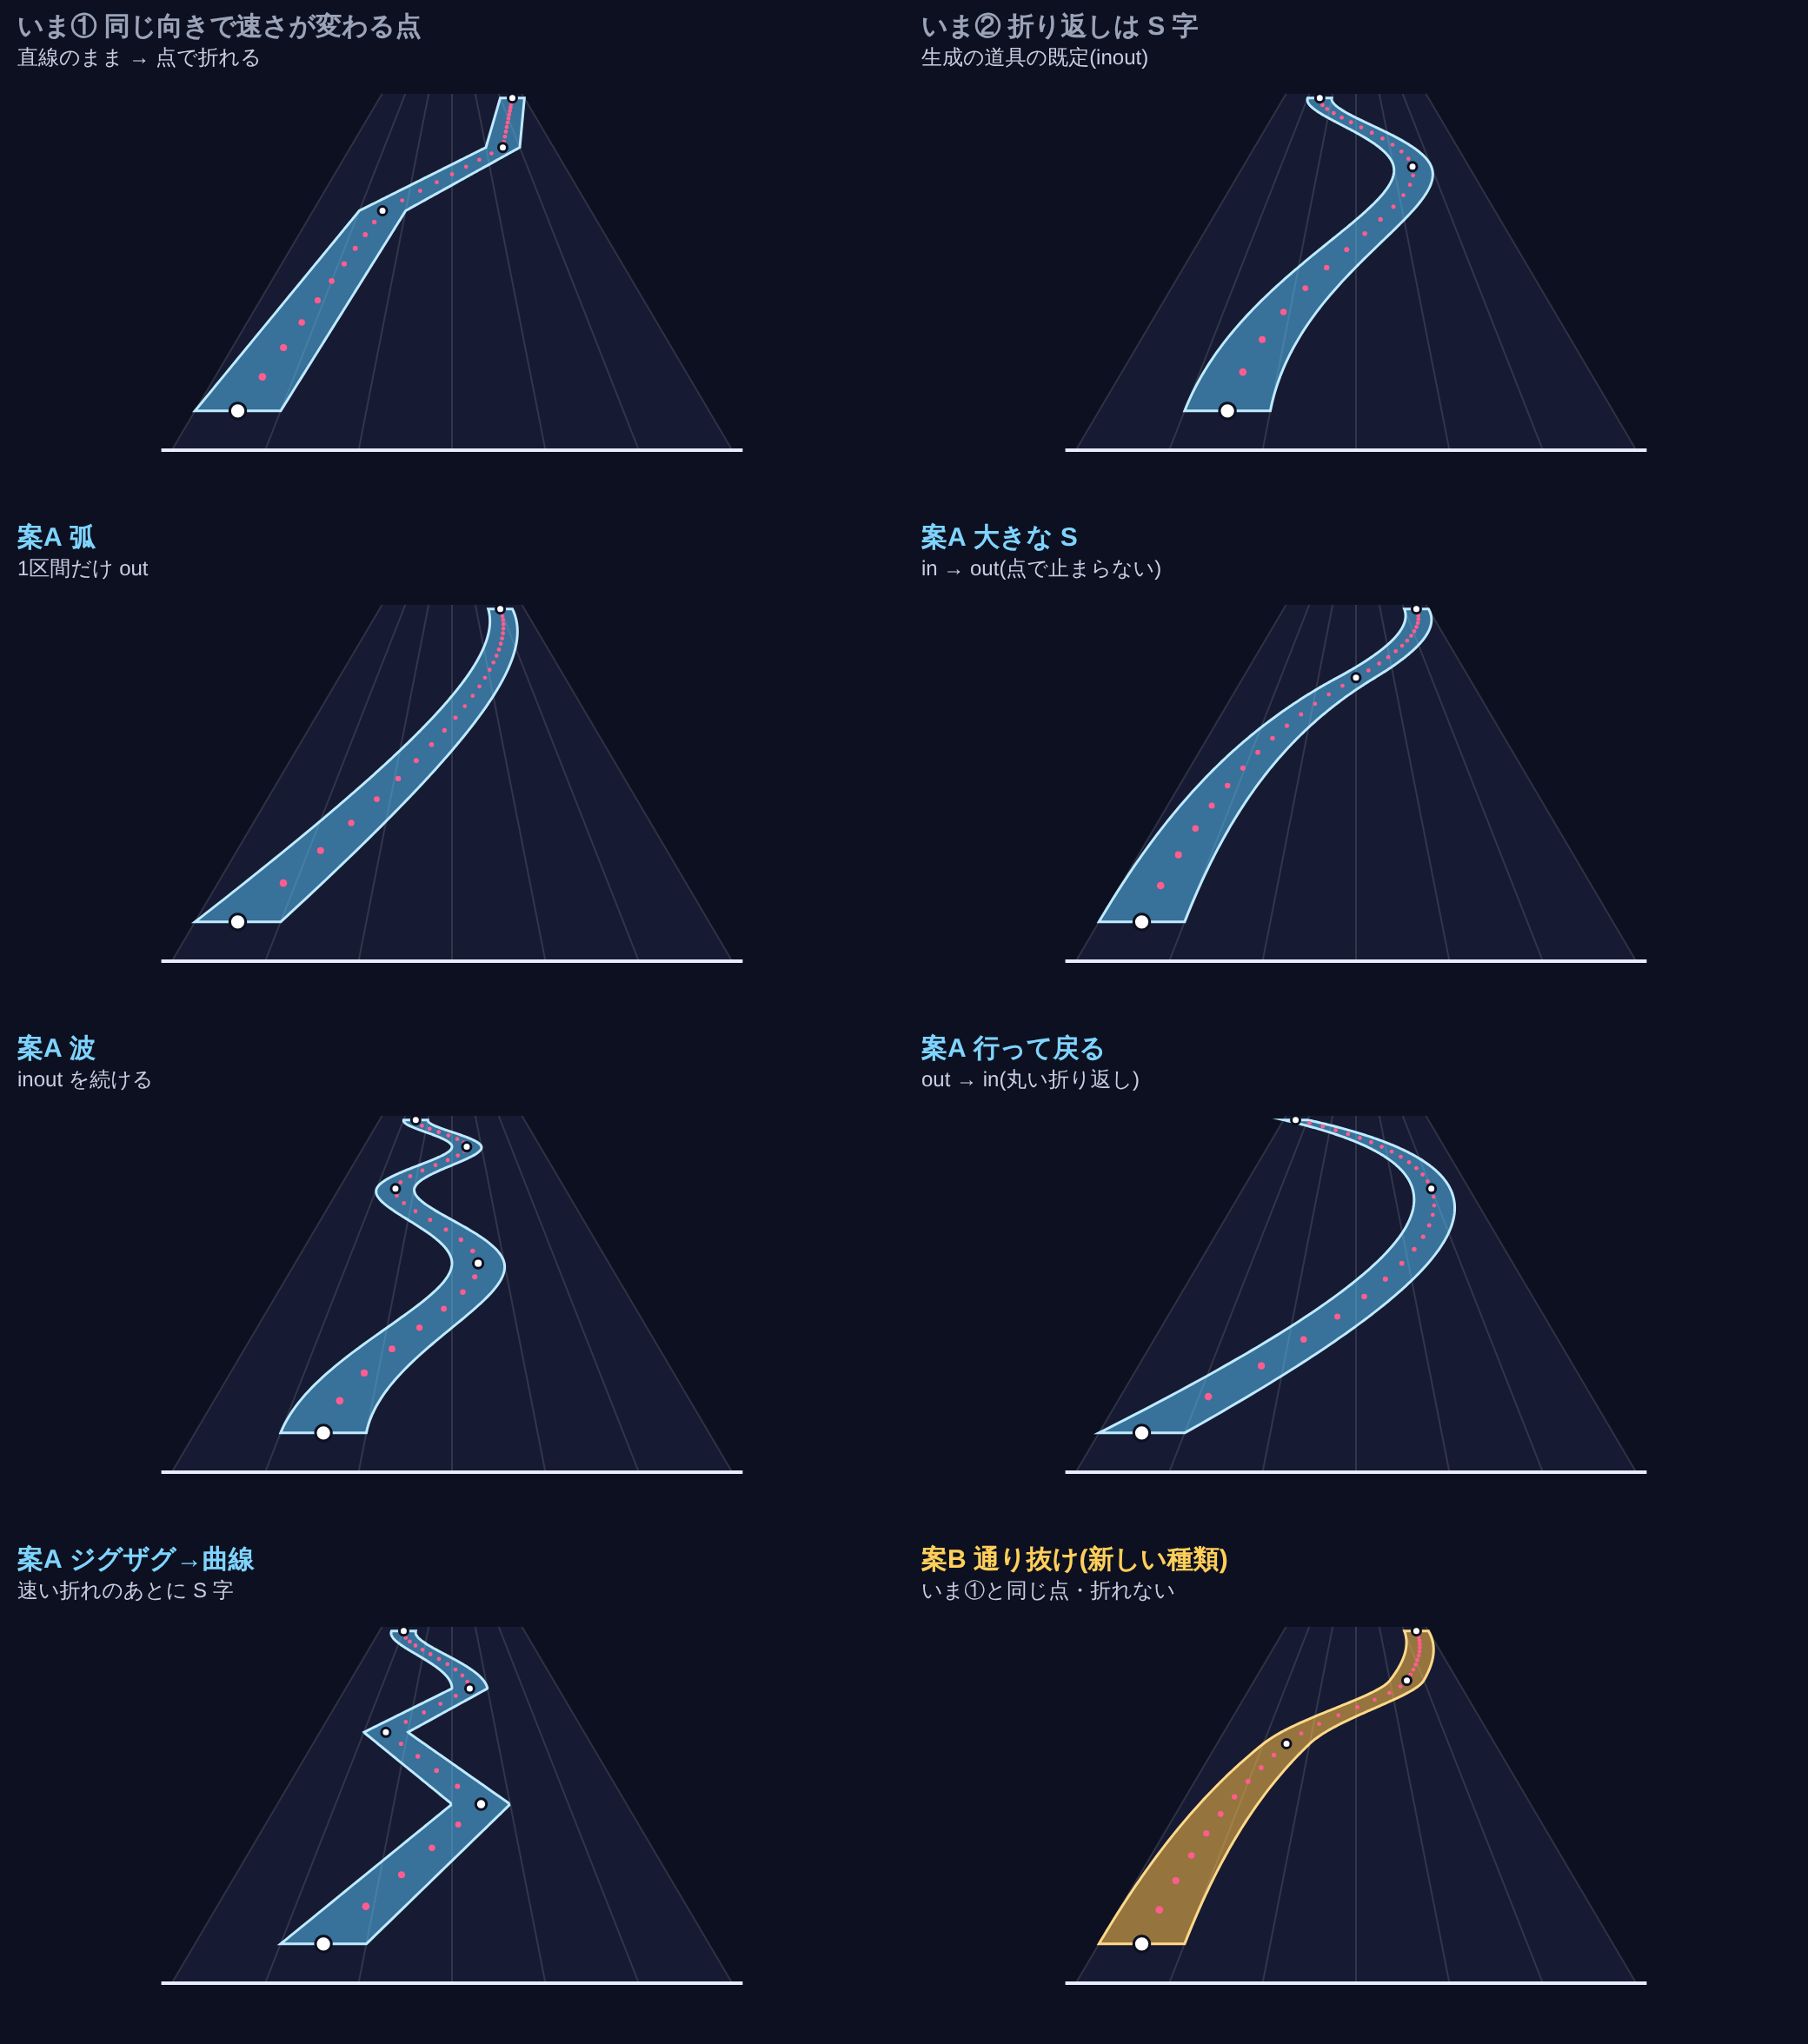 いま① 同じ向きで速さが変わる点
直線のまま → 点で折れる
いま② 折り返しは S 字
生成の道具の既定(inout)
案A 弧
1区間だけ out
案A 大きな S
in → out(点で止まらない)
案A 波
inout を続ける
案A 行って戻る
out → in(丸い折り返し)
案A ジグザグ→曲線
速い折れのあとに S 字
案B 通り抜け(新しい種類)
いま①と同じ点・折れない